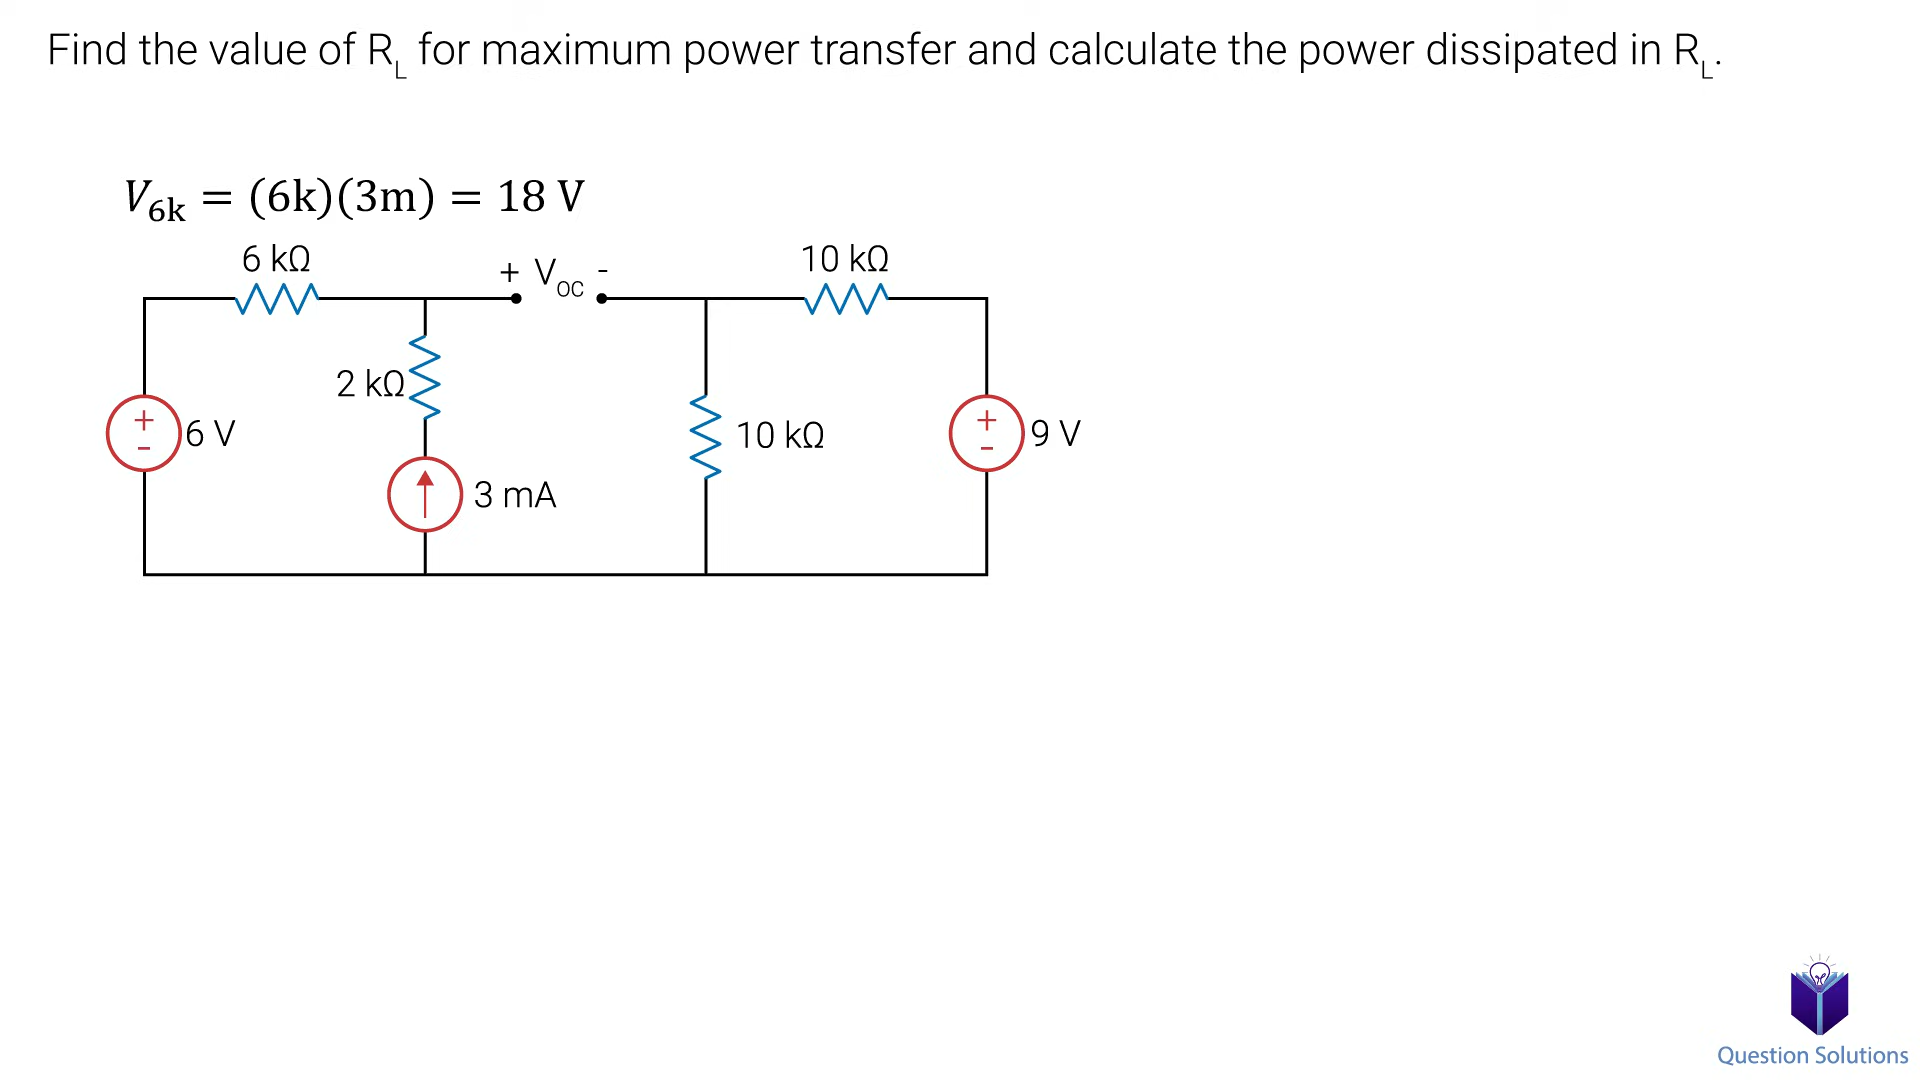 Find the value of R_L for maximum power transfer and calculate the power dissipated in R_L.
V_6k = (6k)(3m) = 18 V
6 kΩ
+ V_OC -
10 kΩ
2 kΩ
+
-
6 V
10 kΩ
+
-
9 V
3 mA
Question Solutions